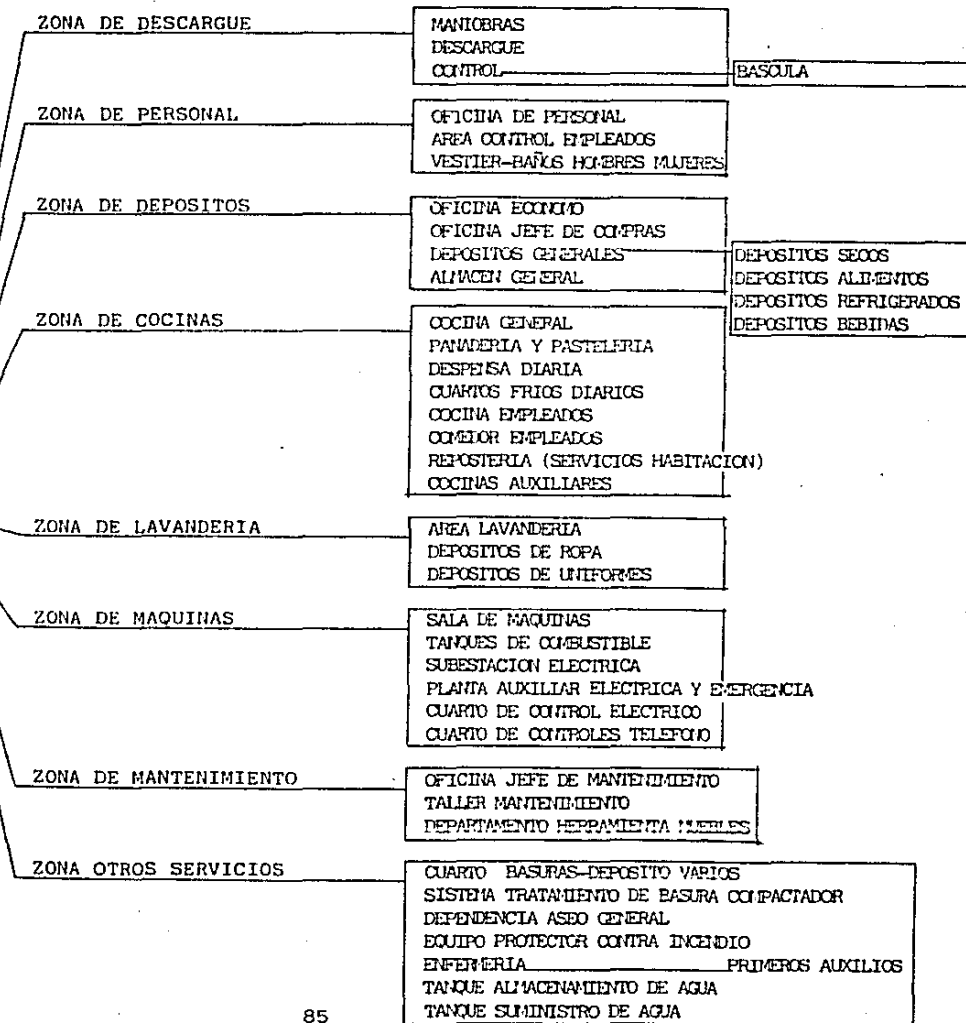 ZONA DE DESCARGUE
MANIOBRAS
DESCARGUE
CONTROL
BASCULA
ZONA DE PERSONAL
OFICINA DE PERSONAL
AREA CONTROL EMPLEADOS
VESTIER-BAÑOS HOMBRES MUJERES
ZONA DE DEPOSITOS
OFICINA ECONOMO
OFICINA JEFE DE COMPRAS
DEPOSITOS GENERALES
ALMACEN GENERAL
DEPOSITOS SECOS
DEPOSITOS ALIMENTOS
DEPOSITOS REFRIGERADOS
DEPOSITOS BEBIDAS
ZONA DE COCINAS
COCINA GENERAL
PANADERIA Y PASTELERIA
DESPENSA DIARIA
CUARTOS FRIOS DIARIOS
COCINA EMPLEADOS
COMEDOR EMPLEADOS
REPOSTERIA (SERVICIOS HABITACION)
COCINAS AUXILIARES
ZONA DE LAVANDERIA
AREA LAVANDERIA
DEPOSITOS DE ROPA
DEPOSITOS DE UNIFORMES
ZONA DE MAQUINAS
SALA DE MAQUINAS
TANQUES DE COMBUSTIBLE
SUBESTACION ELECTRICA
PLANTA AUXILIAR ELECTRICA Y EMERGENCIA
CUARTO DE CONTROL ELECTRICO
CUARTO DE CONTROLES TELEFONO
ZONA DE MANTENIMIENTO
OFICINA JEFE DE MANTENIMIENTO
TALLER MANTENIMIENTO
DEPARTAMENTO HERRAMIENTA MUEBLES
ZONA OTROS SERVICIOS
CUARTO BASURAS-DEPOSITO VARIOS
SISTEMA TRATAMIENTO DE BASURA COMPACTADOR
DEPENDENCIA ASEO GENERAL
EQUIPO PROTECTOR CONTRA INCENDIO
ENFERMERIA PRIMEROS AUXILIOS
TANQUE ALMACENAMIENTO DE AGUA
TANQUE SUMINISTRO DE AGUA
85